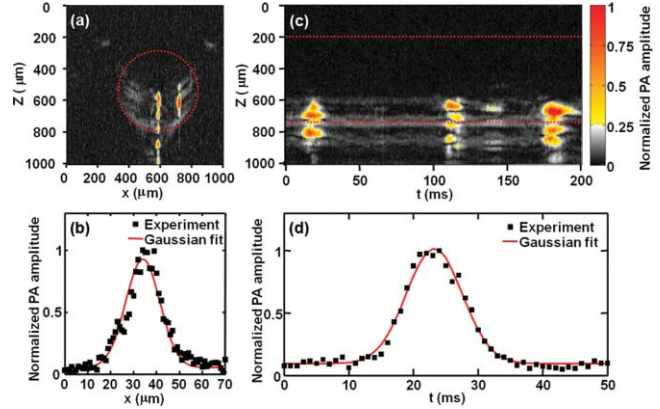 (a)
Z (μm)
0
200
400
600
800
1000
0 200 400 600 800 1000
x (μm)
(c)
Z (μm)
0
200
400
600
800
1000
0 50 100 150 200
t (ms)
1
0.75
0.5
0.25
0
Normalized PA amplitude
(b)
Experiment
Gaussian fit
Normalized PA amplitude
1
0.5
0
0 10 20 30 40 50 60 70
x (μm)
(d)
Experiment
Gaussian fit
Normalized PA amplitude
1
0.5
0
0 10 20 30 40 50
t (ms)